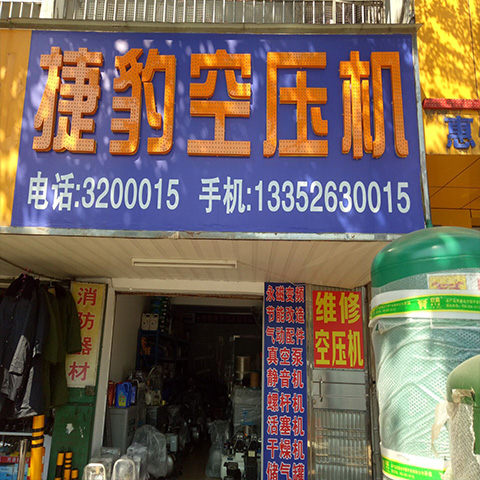 捷豹空压机
电话:3200015 手机:13352630015
惠
消防器材
永磁变频
节能改造
气动配件
真空泵
静音机
螺杆机
活塞机
干燥机
储气罐
维修
空压机